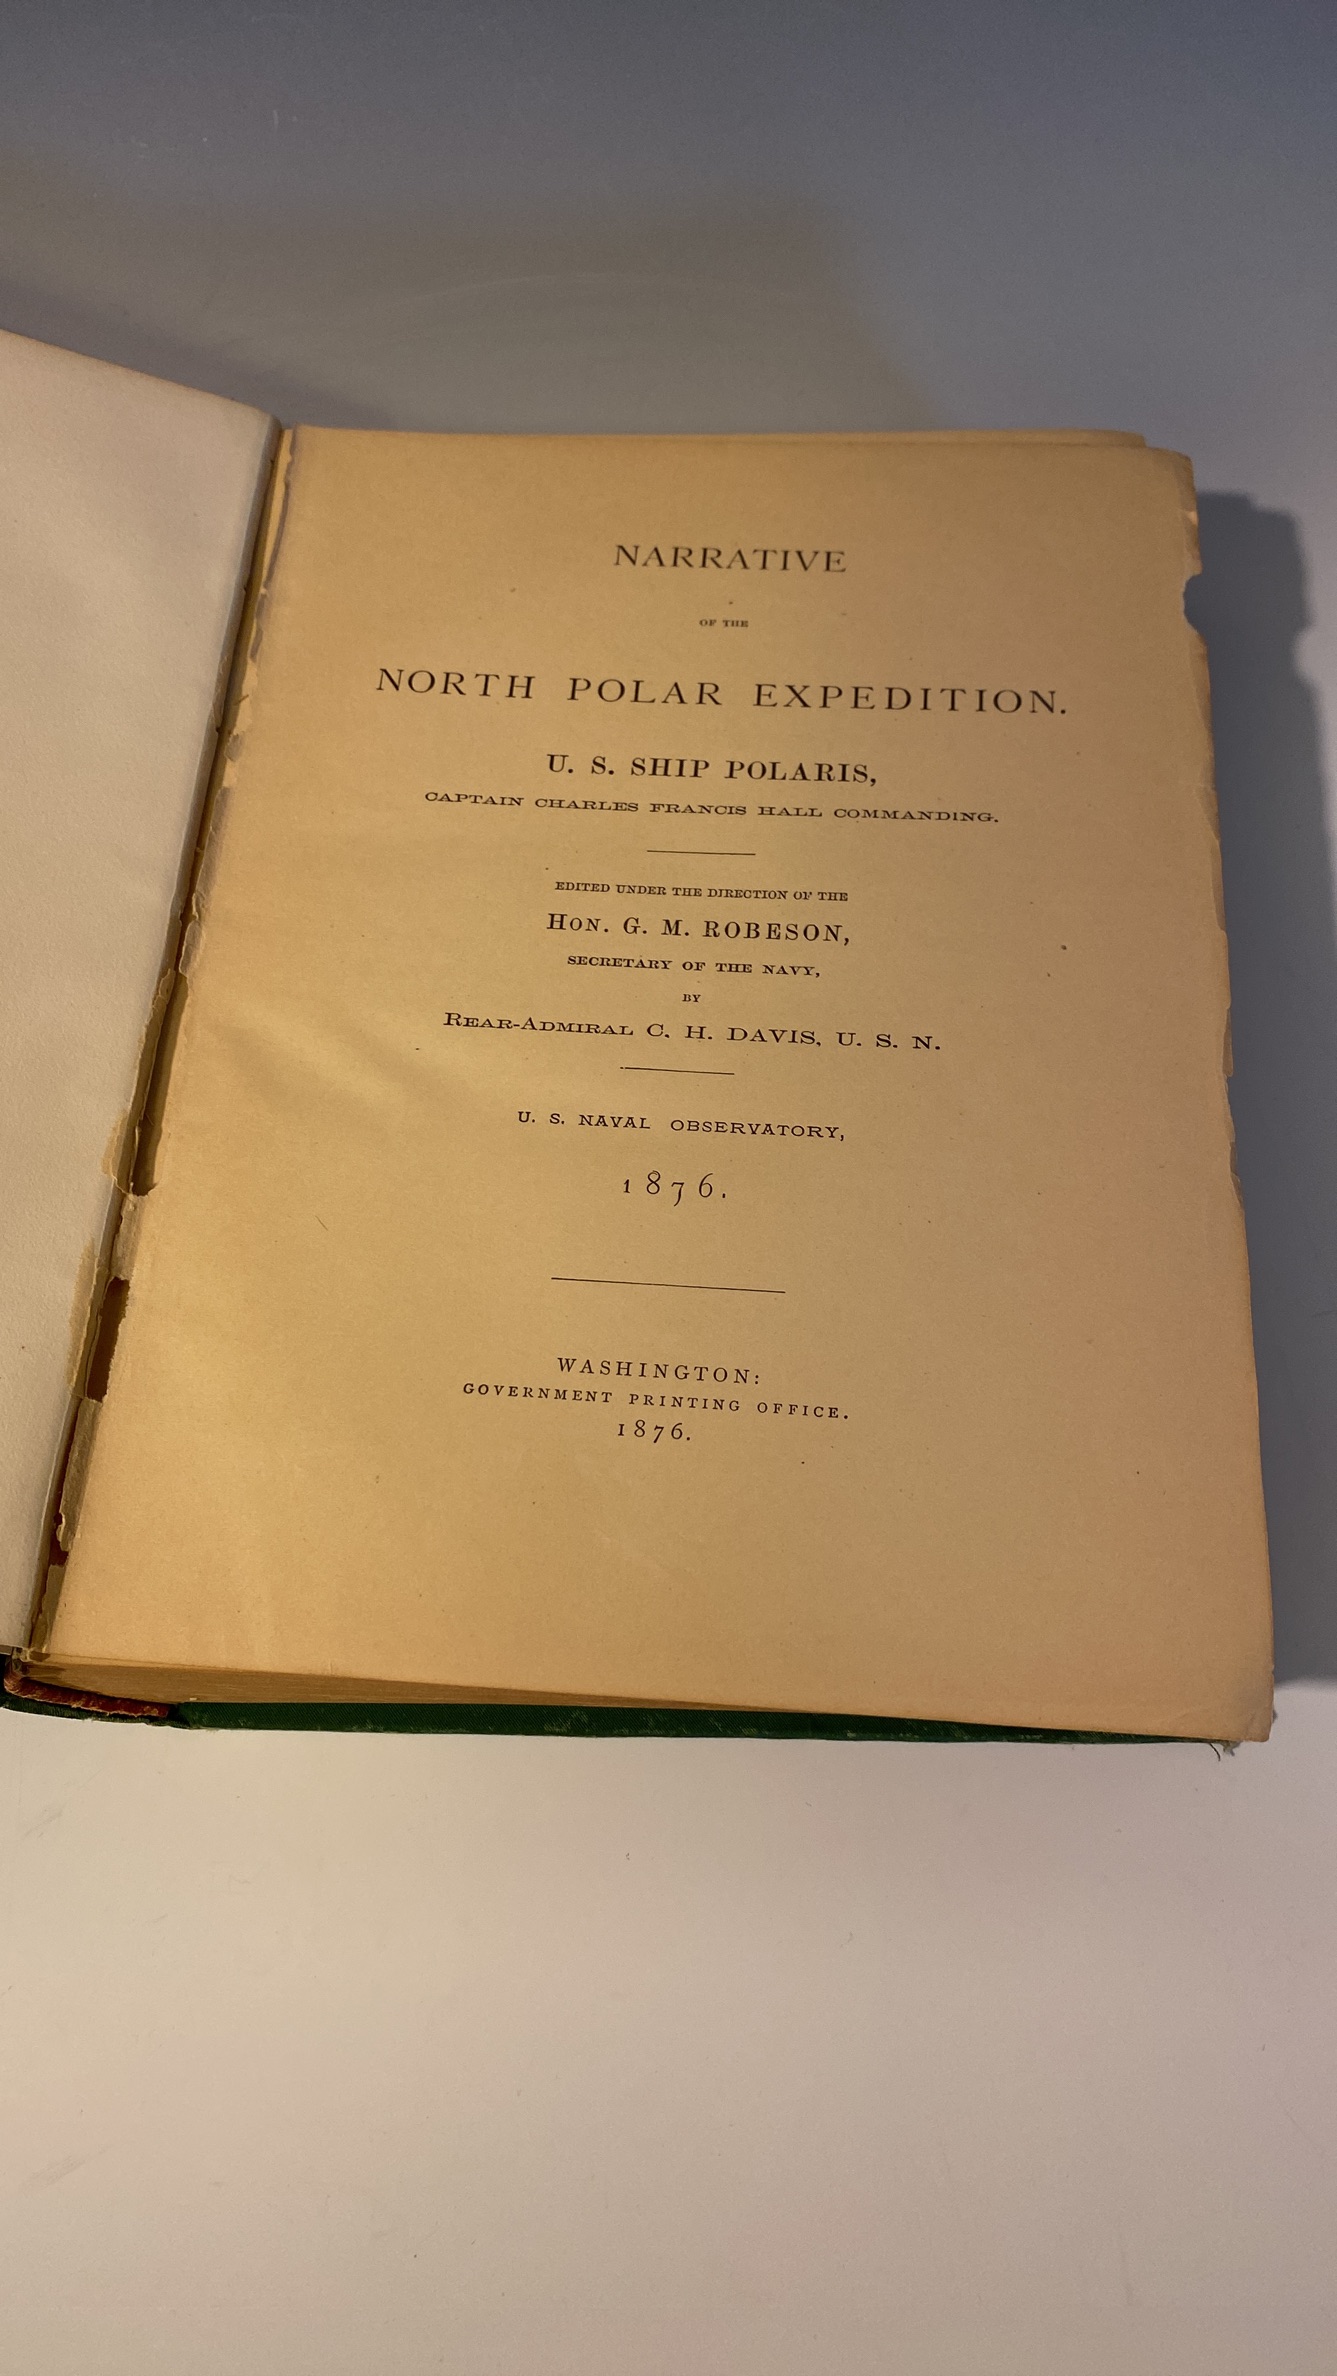 NARRATIVE
OF THE
NORTH POLAR EXPEDITION.
U. S. SHIP POLARIS,
CAPTAIN CHARLES FRANCIS HALL COMMANDING.
EDITED UNDER THE DIRECTION OF THE
HON. G. M. ROBESON,
SECRETARY OF THE NAVY,
BY
REAR-ADMIRAL C. H. DAVIS, U. S. N.
U. S. NAVAL OBSERVATORY,
1876.
WASHINGTON:
GOVERNMENT PRINTING OFFICE.
1876.